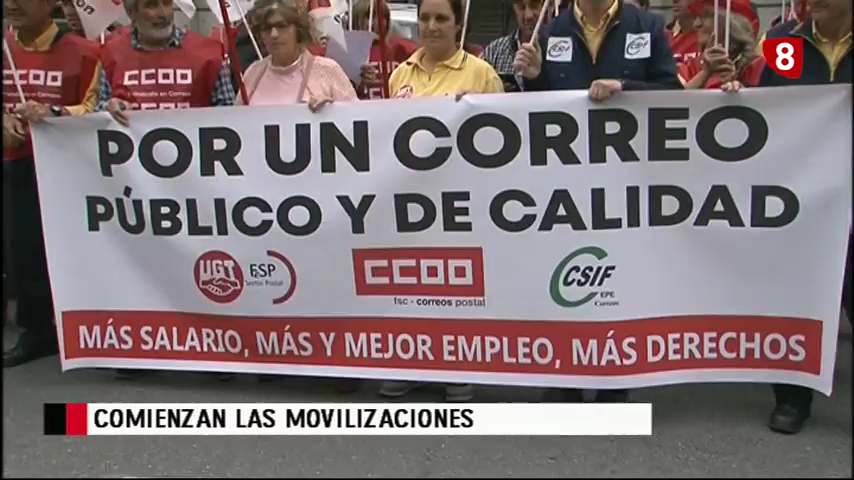 8
CCOO
CCOO
POR UN CORREO
PÚBLICO Y DE CALIDAD
UGT
FeSP
Sector Postal
CCOO
fsc - correos postal
CSIF
EPE
Correos
MÁS SALARIO, MÁS Y MEJOR EMPLEO, MÁS DERECHOS
COMIENZAN LAS MOVILIZACIONES